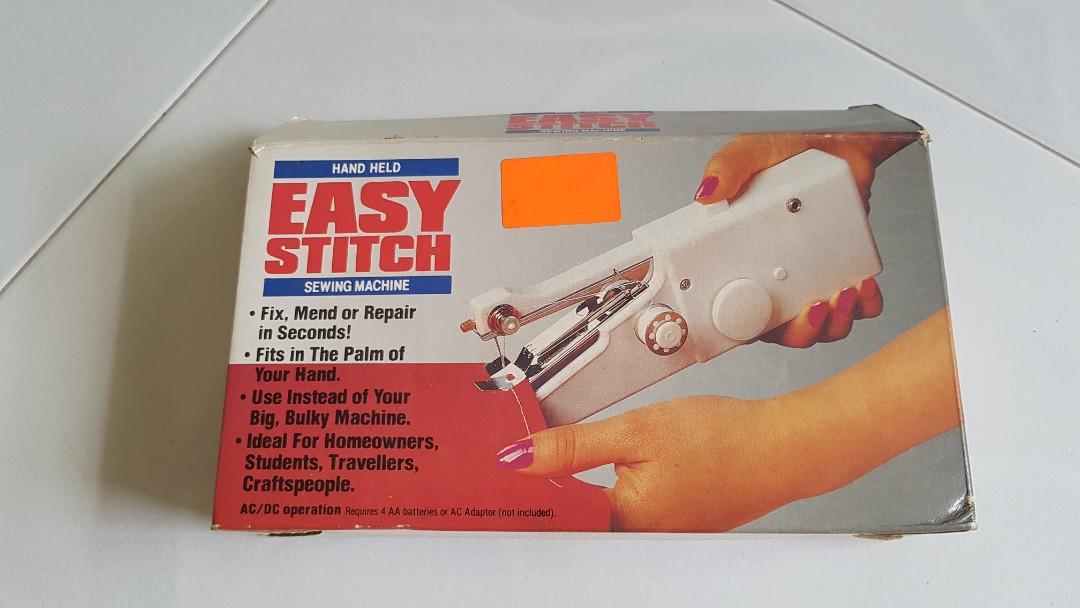 EASY
SEWING MACHINE
HAND HELD
EASY
STITCH
SEWING MACHINE
• Fix, Mend or Repair
in Seconds!
• Fits in The Palm of
Your Hand.
• Use Instead of Your
Big, Bulky Machine.
• Ideal For Homeowners,
Students, Travellers,
Craftspeople.
AC/DC operation Requires 4 AA batteries or AC Adaptor (not included).